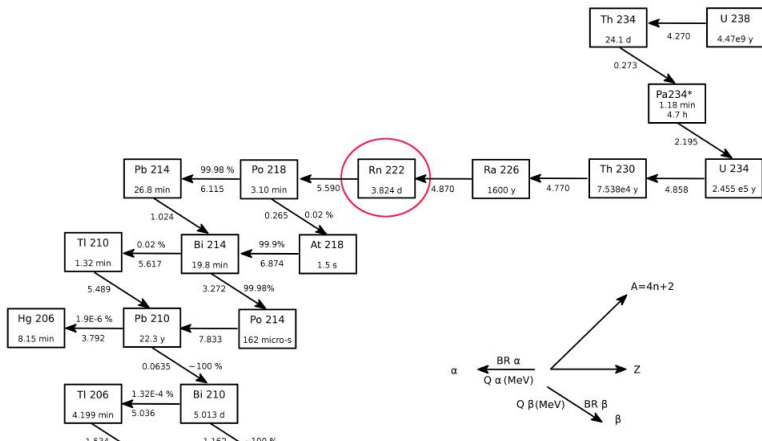 Th 234
24.1 d
4.270
U 238
4.47e9 y
0.273
Pa234*
1.18 min
4.7 h
2.195
Pb 214
26.8 min
99.98 %
6.115
Po 218
3.10 min
5.590
Rn 222
3.824 d
4.870
Ra 226
1600 y
4.770
Th 230
7.538e4 y
4.858
U 234
2.455 e5 y
1.024
0.265
0.02 %
Tl 210
1.32 min
0.02 %
5.617
Bi 214
19.8 min
99.9%
6.874
At 218
1.5 s
5.489
3.272
99.98%
A=4n+2
Hg 206
8.15 min
1.9E-6 %
3.792
Pb 210
22.3 y
7.833
Po 214
162 micro-s
0.0635
~100 %
α
BR α
Q α (MeV)
Z
Q β(MeV)
BR β
β
Tl 206
4.199 min
1.32E-4 %
5.036
Bi 210
5.013 d
1.534
1.162
~100 %